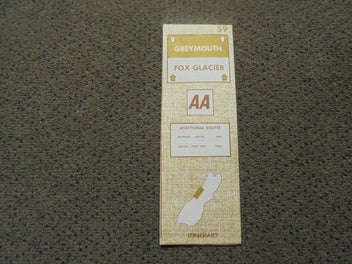 59
GREYMOUTH
FOX GLACIER
AA
ADDITIONAL ROUTES
ITINERARY